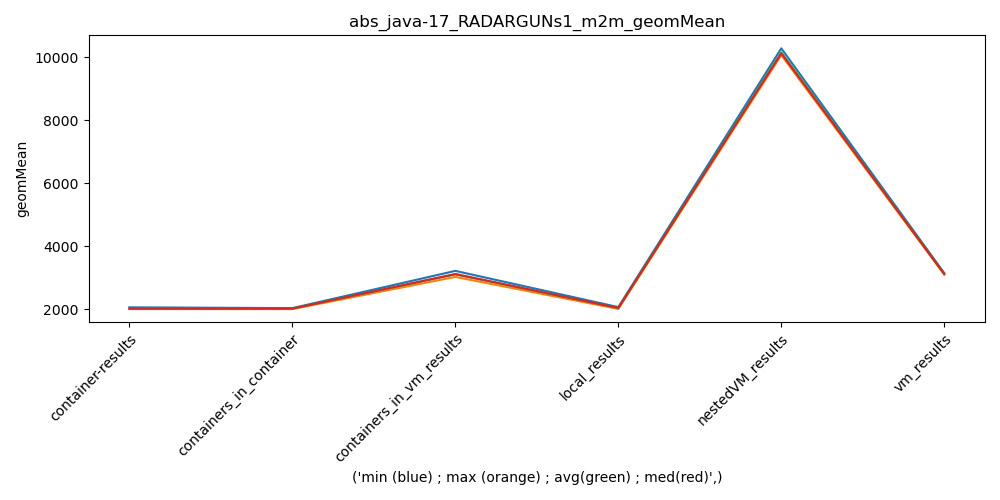 abs_java-17_RADARGUNs1_m2m_geomMean
geomMean
10000
8000
6000
4000
2000
container-results
containers_in_container
containers_in_vm_results
local_results
nestedVM_results
vm_results
('min (blue) ; max (orange) ; avg(green) ; med(red)',)